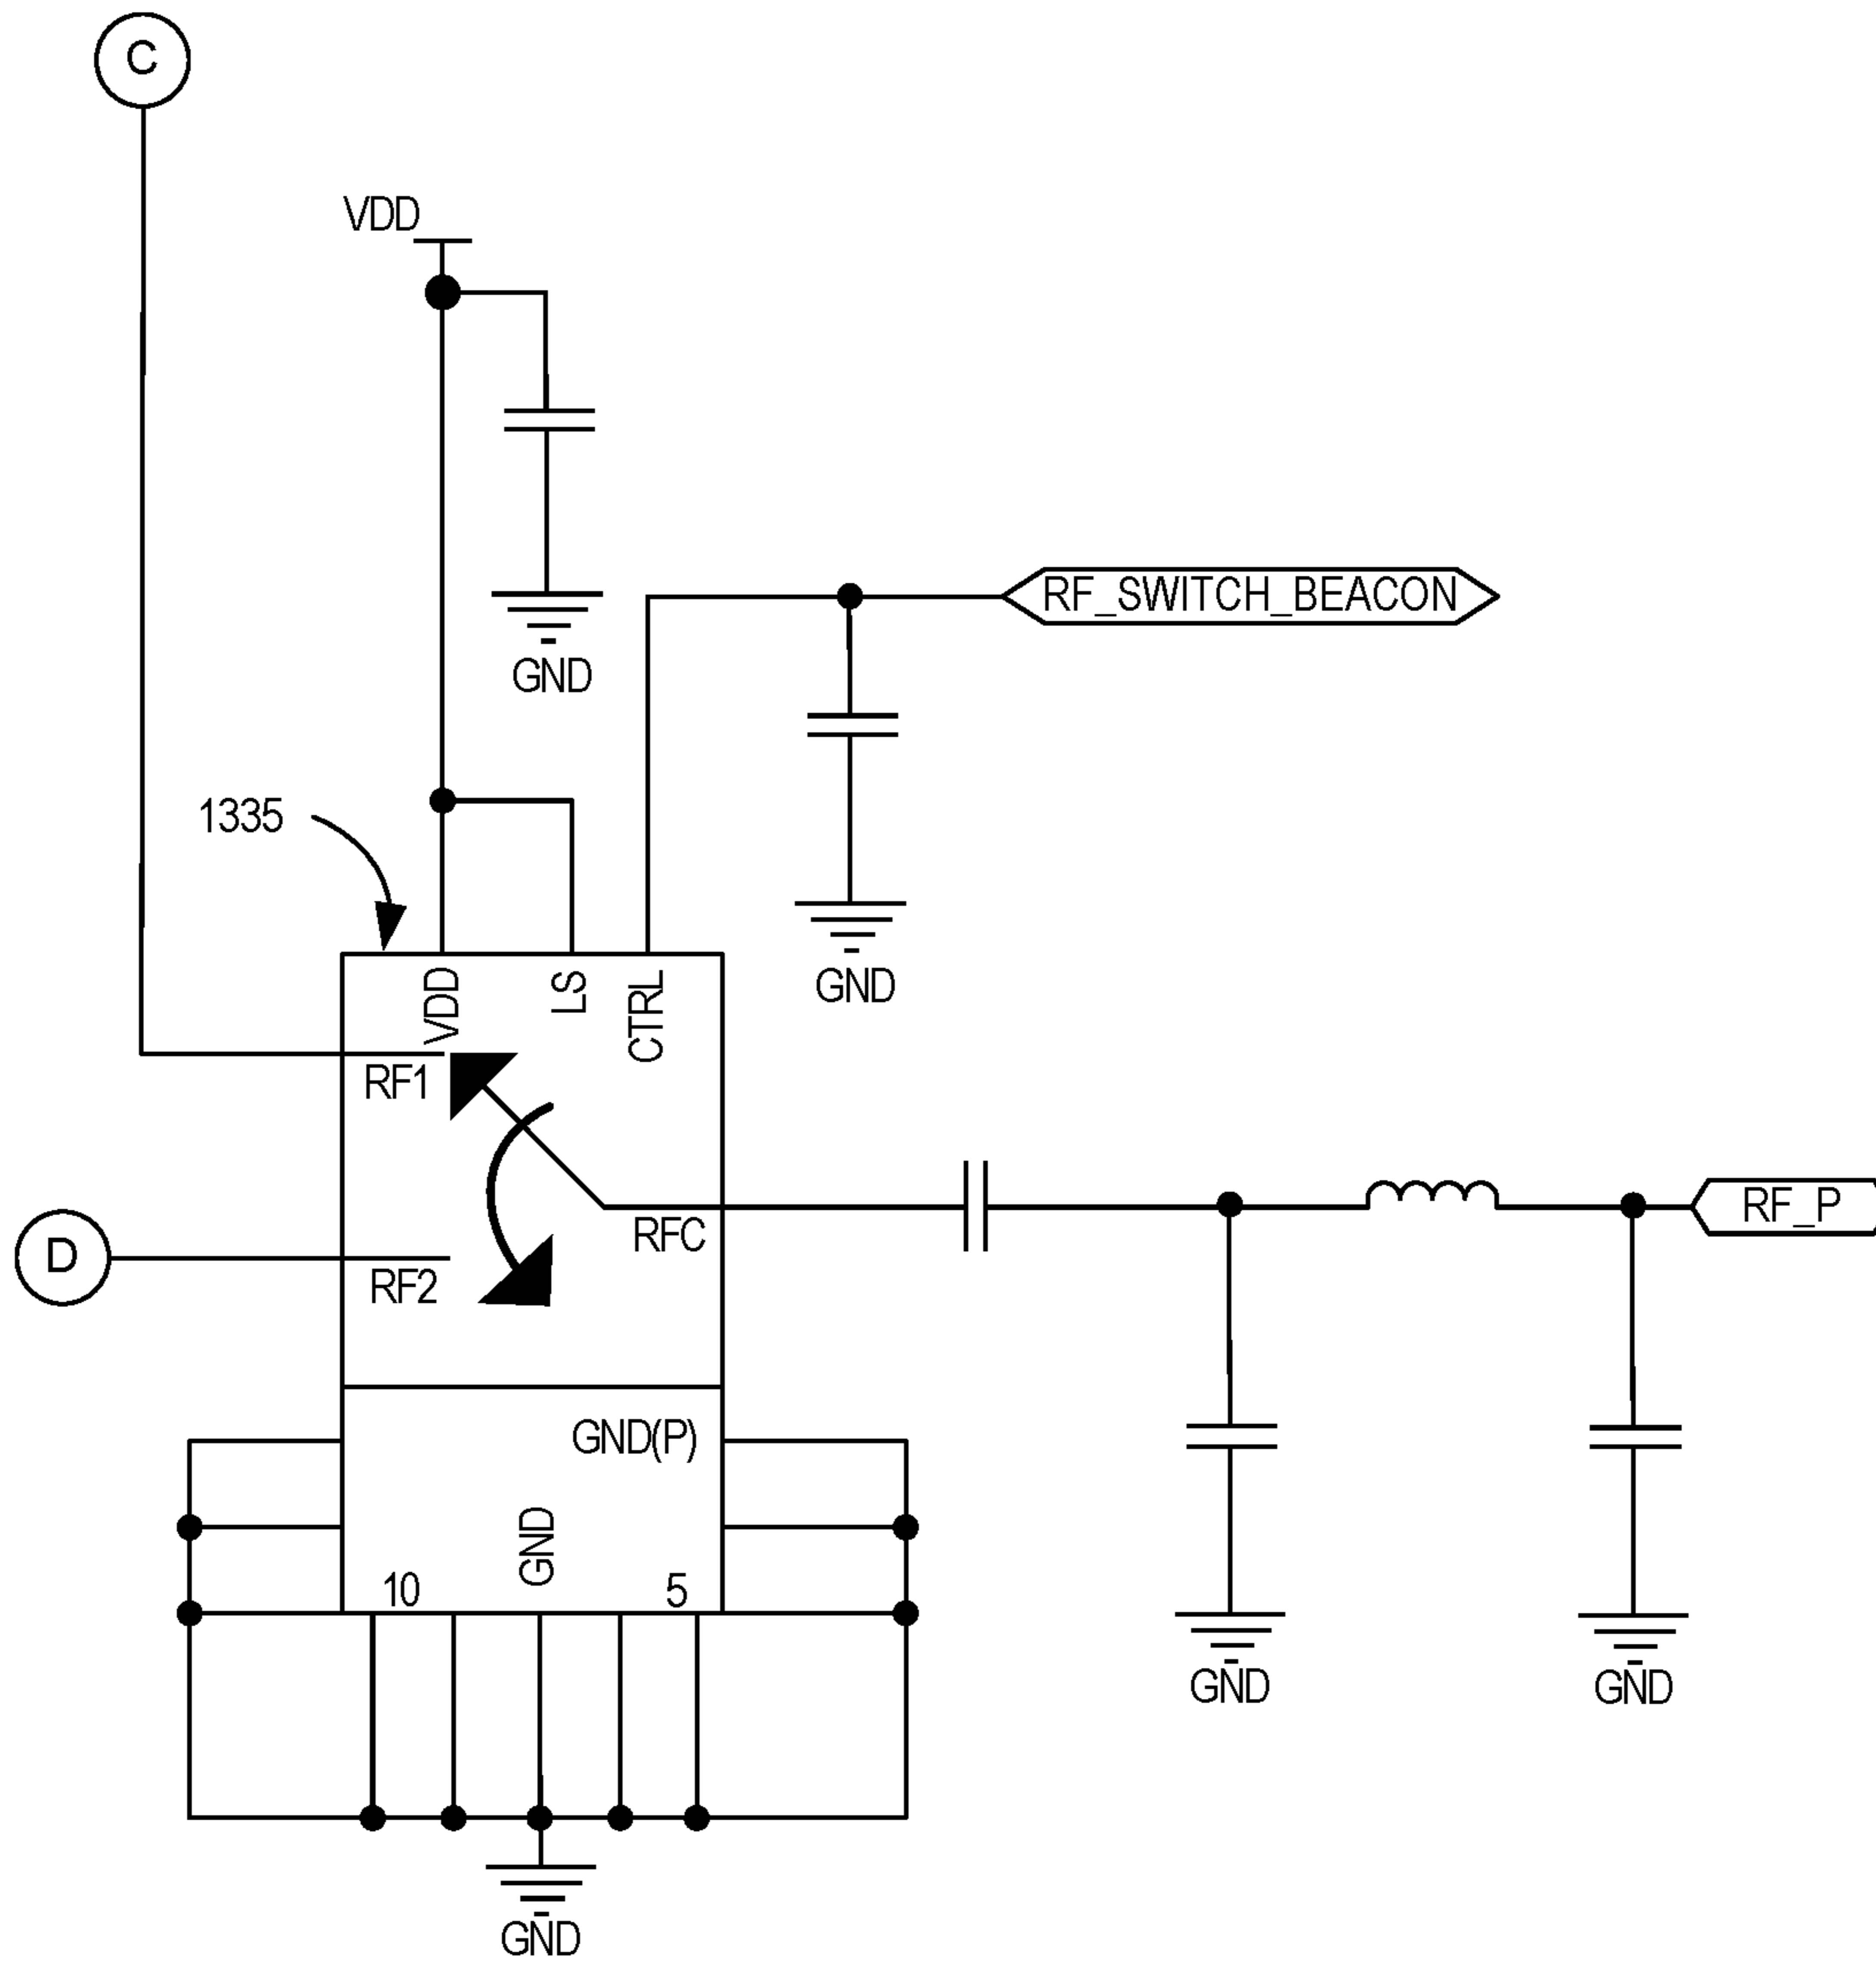 C
VDD
RF_SWITCH_BEACON
GND
1335
VDD
LS
CTRL
GND
RF1
RF_P
RFC
D
RF2
GND(P)
GND
10
5
GND
GND
GND